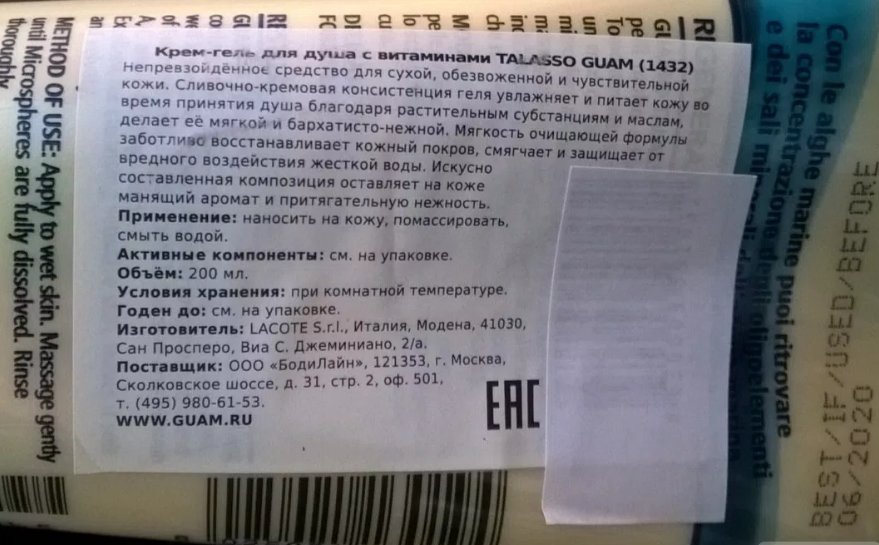 Крем-гель для душа с витаминами TALASSO GUAM (1432)
Непревзойдённое средство для сухой, обезвоженной и чувствительной
кожи. Сливочно-кремовая консистенция геля увлажняет и питает кожу во
время принятия душа благодаря растительным субстанциям и маслам,
делает её мягкой и бархатисто-нежной. Мягкость очищающей формулы
заботливо восстанавливает кожный покров, смягчает и защищает от
вредного воздействия жесткой воды. Искусно
составленная композиция оставляет на коже
манящий аромат и притягательную нежность.
Применение: наносить на кожу, помассировать,
смыть водой.
Активные компоненты: см. на упаковке.
Объём: 200 мл.
Условия хранения: при комнатной температуре.
Годен до: см. на упаковке.
Изготовитель: LACOTE S.r.l., Италия, Модена, 41030,
Сан Просперо, Виа С. Джеминиано, 2/а.
Поставщик: ООО «БодиЛайн», 121353, г. Москва,
Сколковское шоссе, д. 31, стр. 2, оф. 501,
т. (495) 980-61-53.
WWW.GUAM.RU
EAC
METHOD OF USE: Apply to wet skin. Massage gently
until Microspheres are fully dissolved. Rinse
thoroughly
Con le alghe marine puoi ritrovare
la concentrazione degli oligoelementi
e dei sali minerali
BEST/IF/USED/BEFORE
06/2020